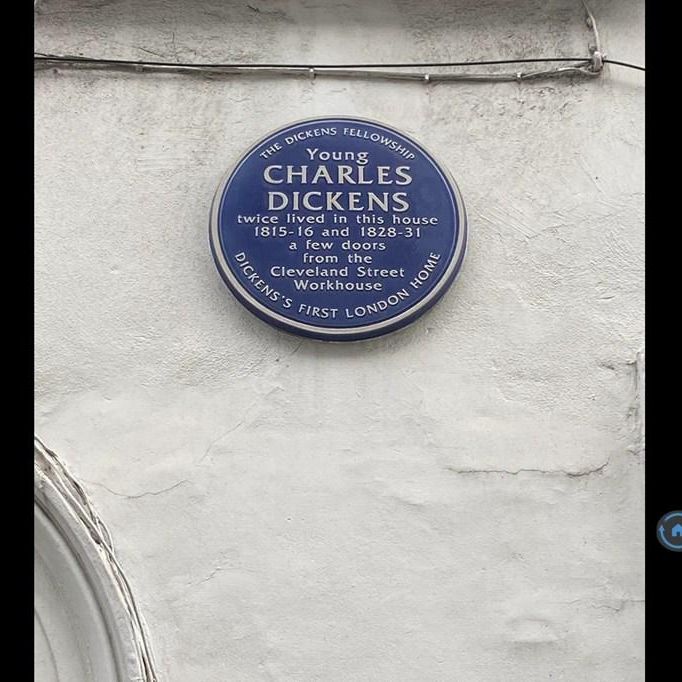 THE DICKENS FELLOWSHIP
Young
CHARLES
DICKENS
twice lived in this house
1815-16 and 1828-31
a few doors
from the
Cleveland Street
Workhouse
DICKENS'S FIRST LONDON HOME